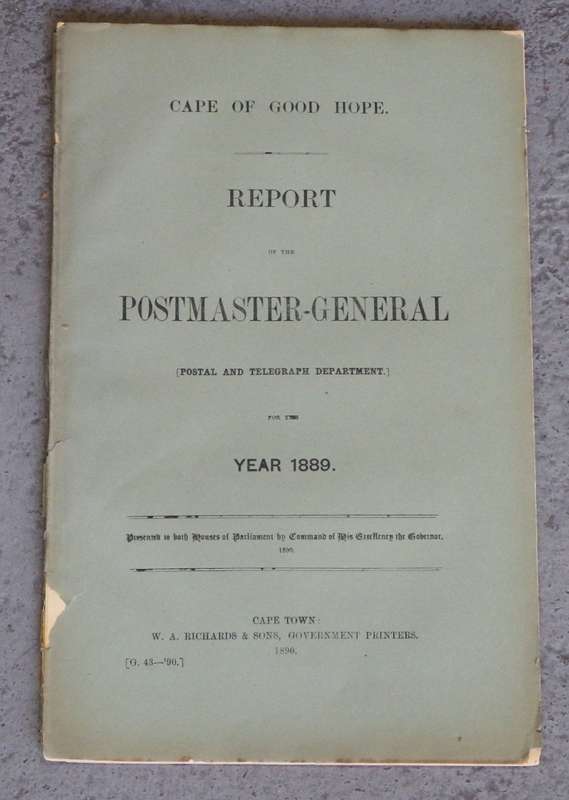 CAPE OF GOOD HOPE.
REPORT
OF THE
POSTMASTER-GENERAL
[POSTAL AND TELEGRAPH DEPARTMENT.]
FOR THE
YEAR 1889.
Presented to both Houses of Parliament by Command of His Excellency the Governor.
1890.
CAPE TOWN:
W. A. RICHARDS & SONS, GOVERNMENT PRINTERS.
1890.
[G. 43—'90.]